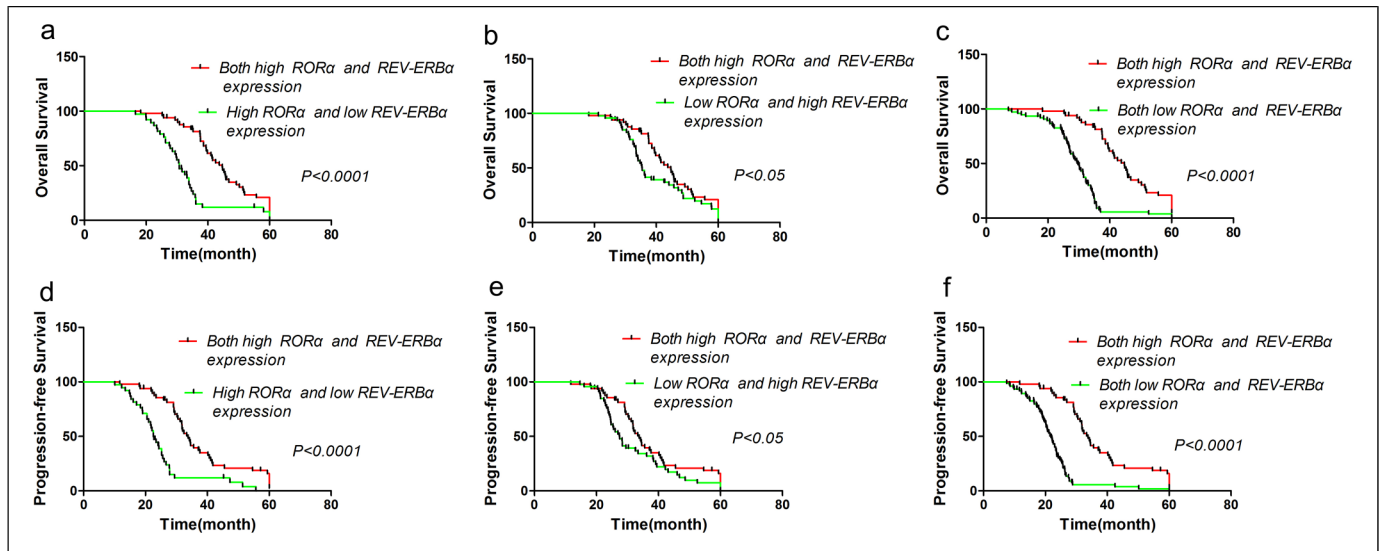 a
150
100
50
0
Overall Survival
0 20 40 60 80
Time(month)
Both high RORα and REV-ERBα
expression
High RORα and low REV-ERBα
expression
P<0.0001
b
150
100
50
0
Overall Survival
0 20 40 60 80
Time(month)
Both high RORα and REV-ERBα
expression
Low RORα and high REV-ERBα
expression
P<0.05
c
150
100
50
0
Overall Survival
0 20 40 60 80
Time(month)
Both high RORα and REV-ERBα
expression
Both low RORα and REV-ERBα
expression
P<0.0001
d
150
100
50
0
Progression-free Survival
0 20 40 60 80
Time(month)
Both high RORα and REV-ERBα
expression
High RORα and low REV-ERBα
expression
P<0.0001
e
150
100
50
0
Progression-free Survival
0 20 40 60 80
Time(month)
Both high RORα and REV-ERBα
expression
Low RORα and high REV-ERBα
expression
P<0.05
f
150
100
50
0
Progression-free Survival
0 20 40 60 80
Time(month)
Both high RORα and REV-ERBα
expression
Both low RORα and REV-ERBα
expression
P<0.0001